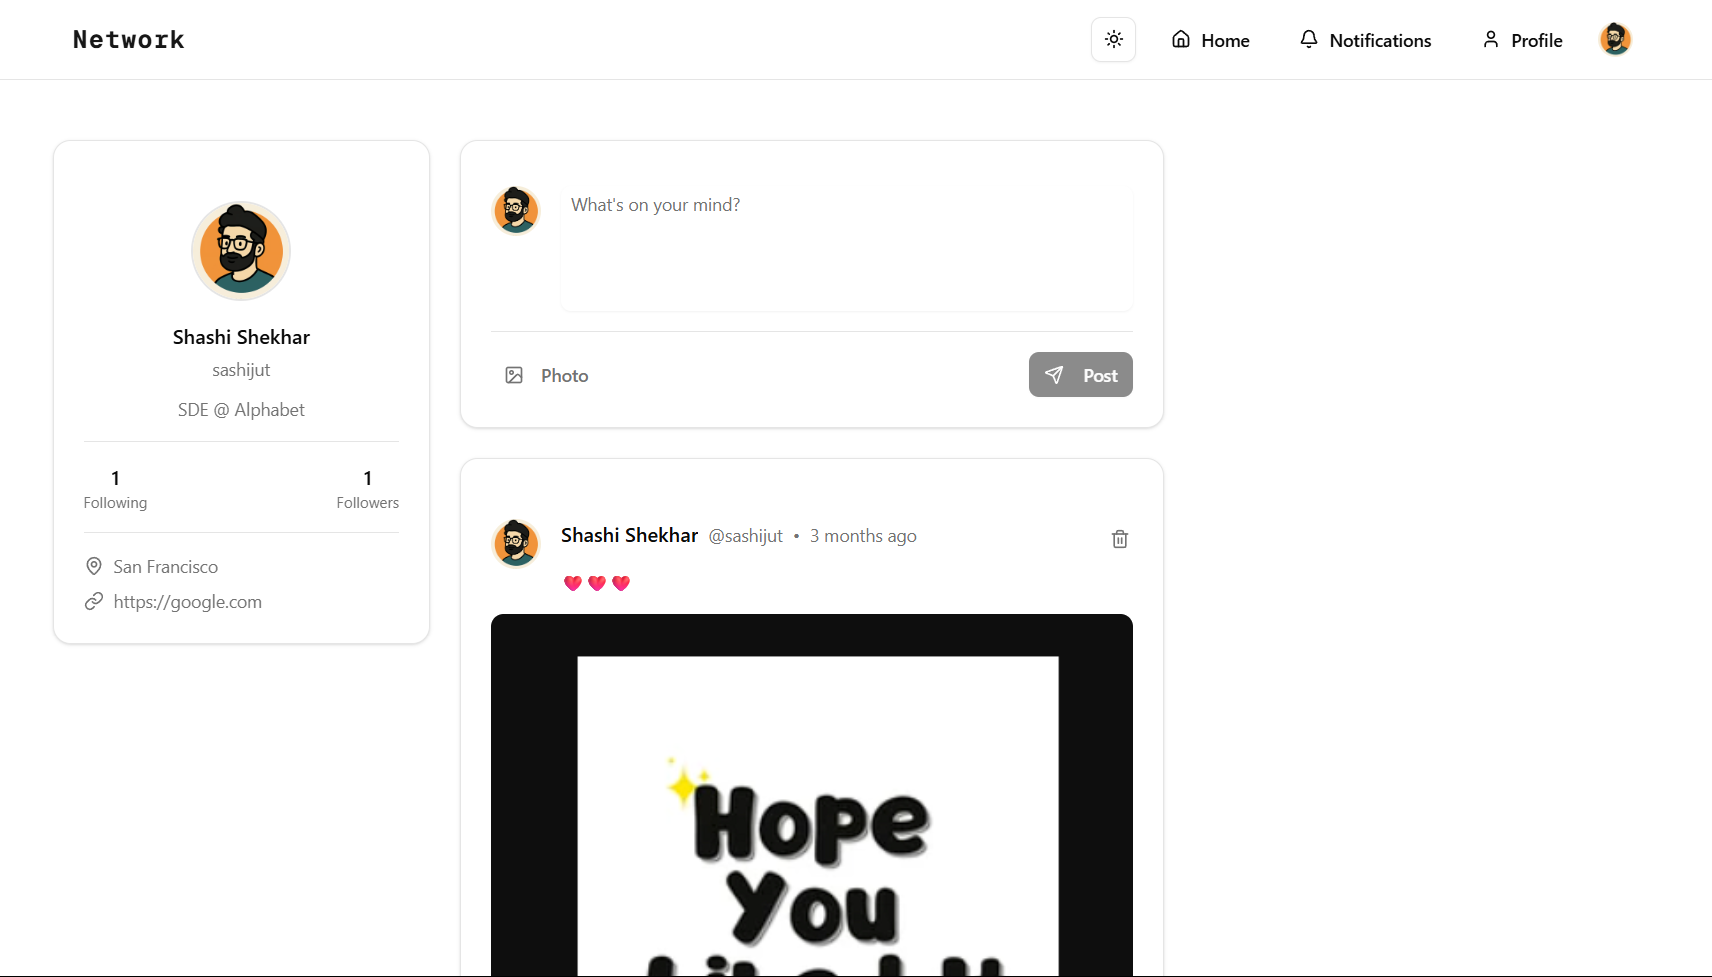 Network
Home
Notifications
Profile
Shashi Shekhar
sashijut
SDE @ Alphabet
1
Following
1
Followers
San Francisco
https://google.com
What's on your mind?
Photo
Post
Shashi Shekhar @sashijut • 3 months ago
Hope
You